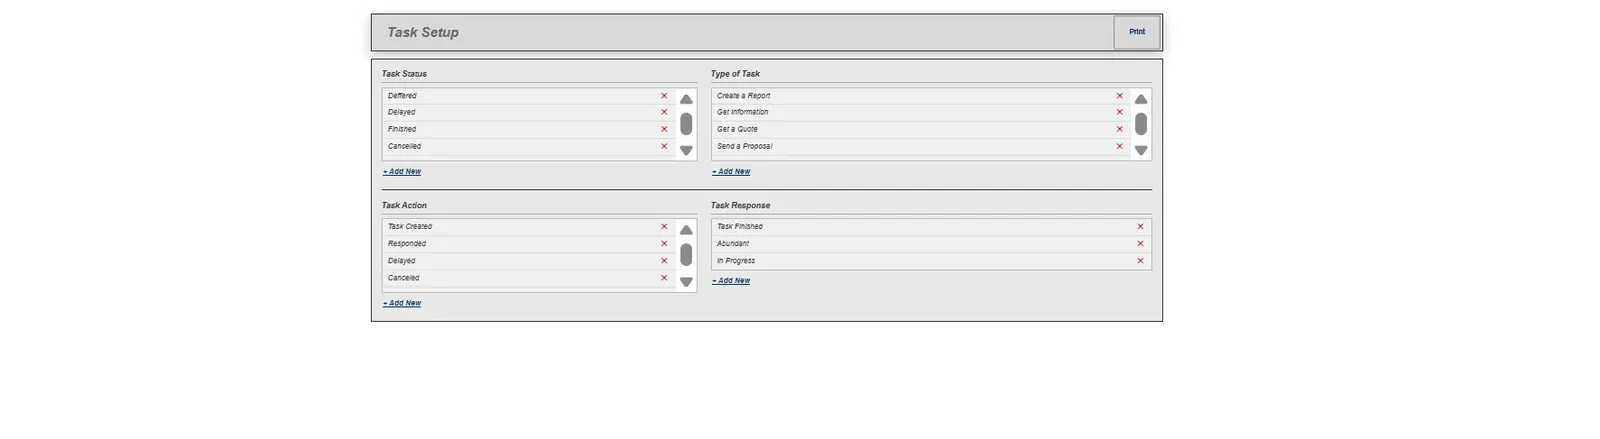 Task Setup
Print
Task Status
Deffered
Delayed
Finished
Cancelled
+ Add New
Type of Task
Create a Report
Get Information
Get a Quote
Send a Proposal
+ Add New
Task Action
Task Created
Responded
Delayed
Canceled
+ Add New
Task Response
Task Finished
Abundant
In Progress
+ Add New